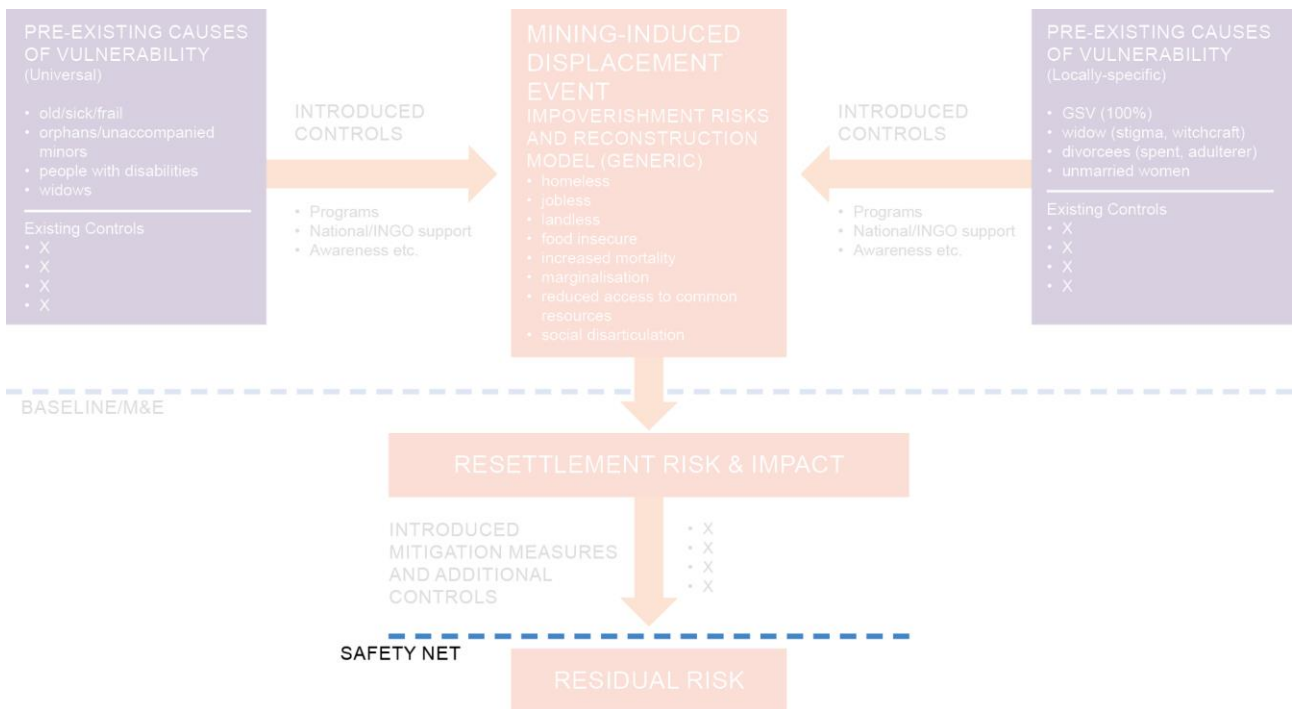 PRE-EXISTING CAUSES
OF VULNERABILITY
(Universal)
• old/sick/frail
• orphans/unaccompanied
minors
• people with disabilities
• widows
Existing Controls
• X
• X
• X
• X
INTRODUCED
CONTROLS
• Programs
• National/INGO support
• Awareness etc.
MINING-INDUCED
DISPLACEMENT
EVENT
IMPOVERISHMENT RISKS
AND RECONSTRUCTION
MODEL (GENERIC)
• homeless
• jobless
• landless
• food insecure
• increased mortality
• marginalisation
• reduced access to common
resources
• social disarticulation
INTRODUCED
CONTROLS
• Programs
• National/INGO support
• Awareness etc.
PRE-EXISTING CAUSES
OF VULNERABILITY
(Locally-specific)
• GSV (100%)
• widow (stigma, witchcraft)
• divorcees (spent, adulterer)
• unmarried women
Existing Controls
• X
• X
• X
• X
BASELINE/M&E
RESETTLEMENT RISK & IMPACT
INTRODUCED
MITIGATION MEASURES
AND ADDITIONAL
CONTROLS
• X
• X
• X
• X
SAFETY NET
RESIDUAL RISK